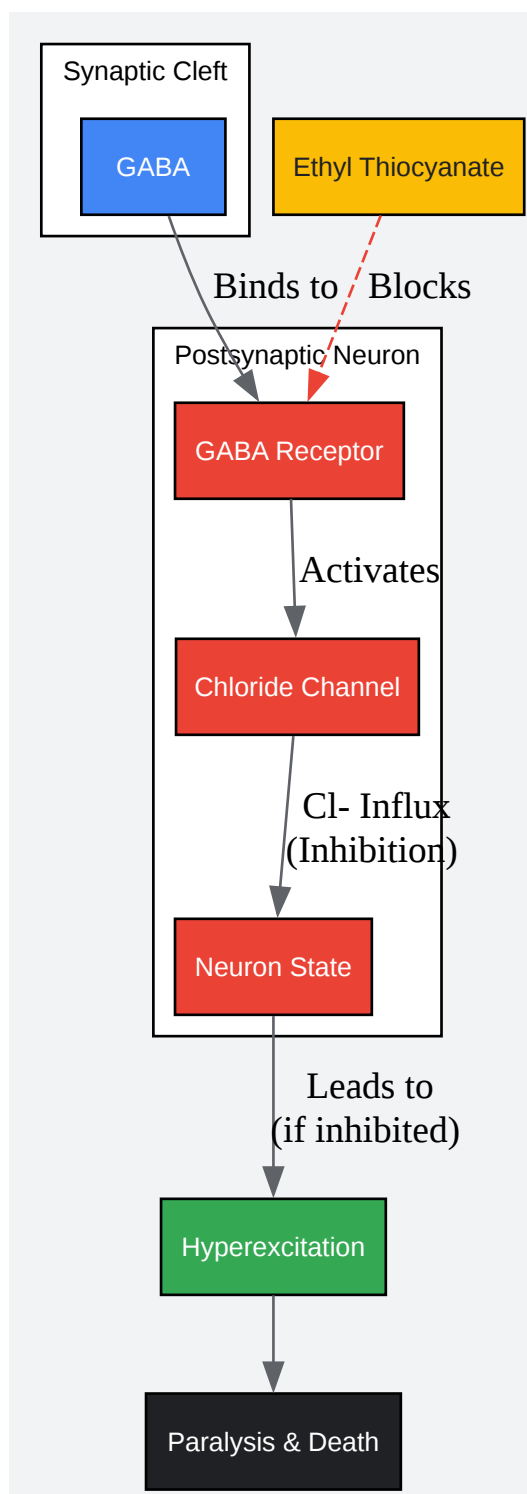 Synaptic Cleft
GABA
Ethyl Thiocyanate
Binds to
Blocks
Postsynaptic Neuron
GABA Receptor
Activates
Chloride Channel
Cl- Influx
(Inhibition)
Neuron State
Leads to
(if inhibited)
Hyperexcitation
Paralysis & Death